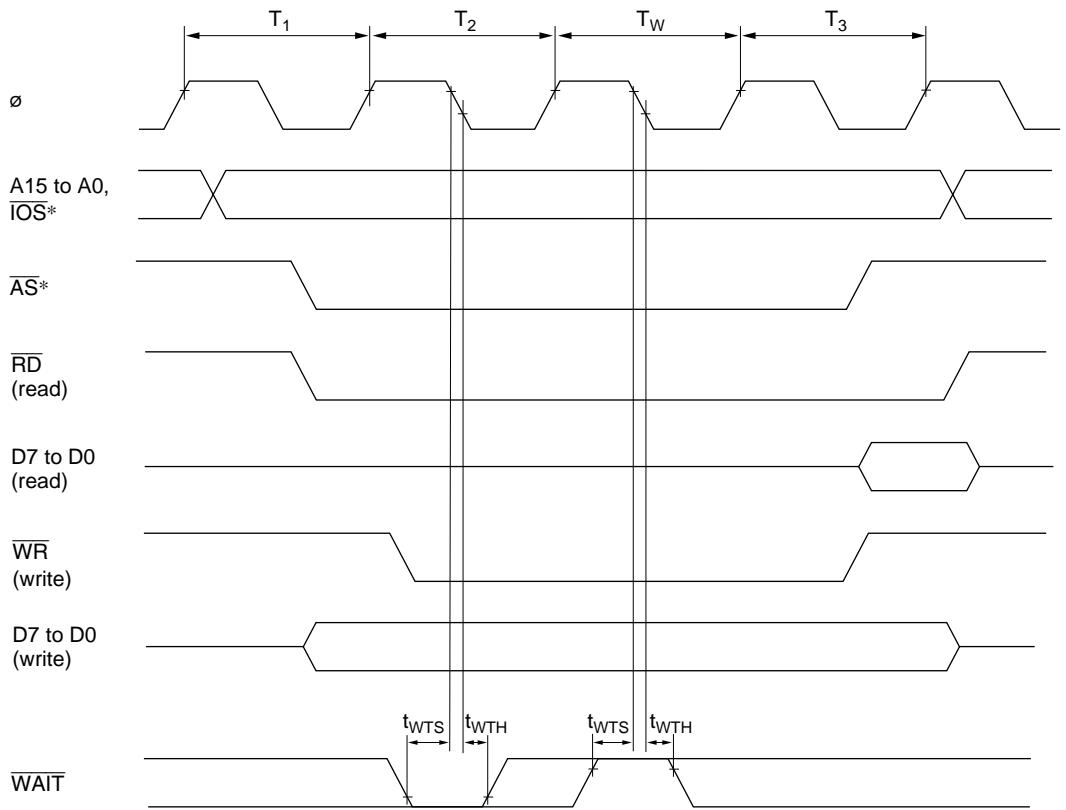 T1 T2 TW T3
ø
A15 to A0,
IOS*
AS*
RD
(read)
D7 to D0
(read)
WR
(write)
D7 to D0
(write)
tWTS tWTH tWTS tWTH
WAIT